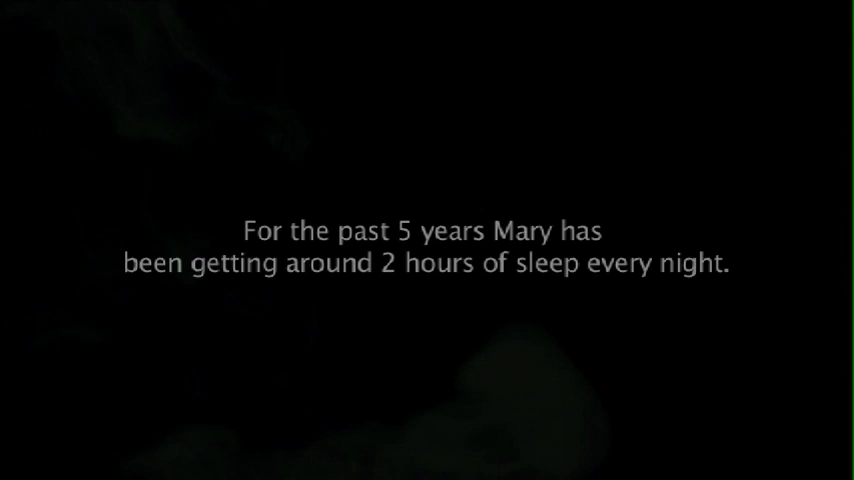 For the past 5 years Mary has
been getting around 2 hours of sleep every night.